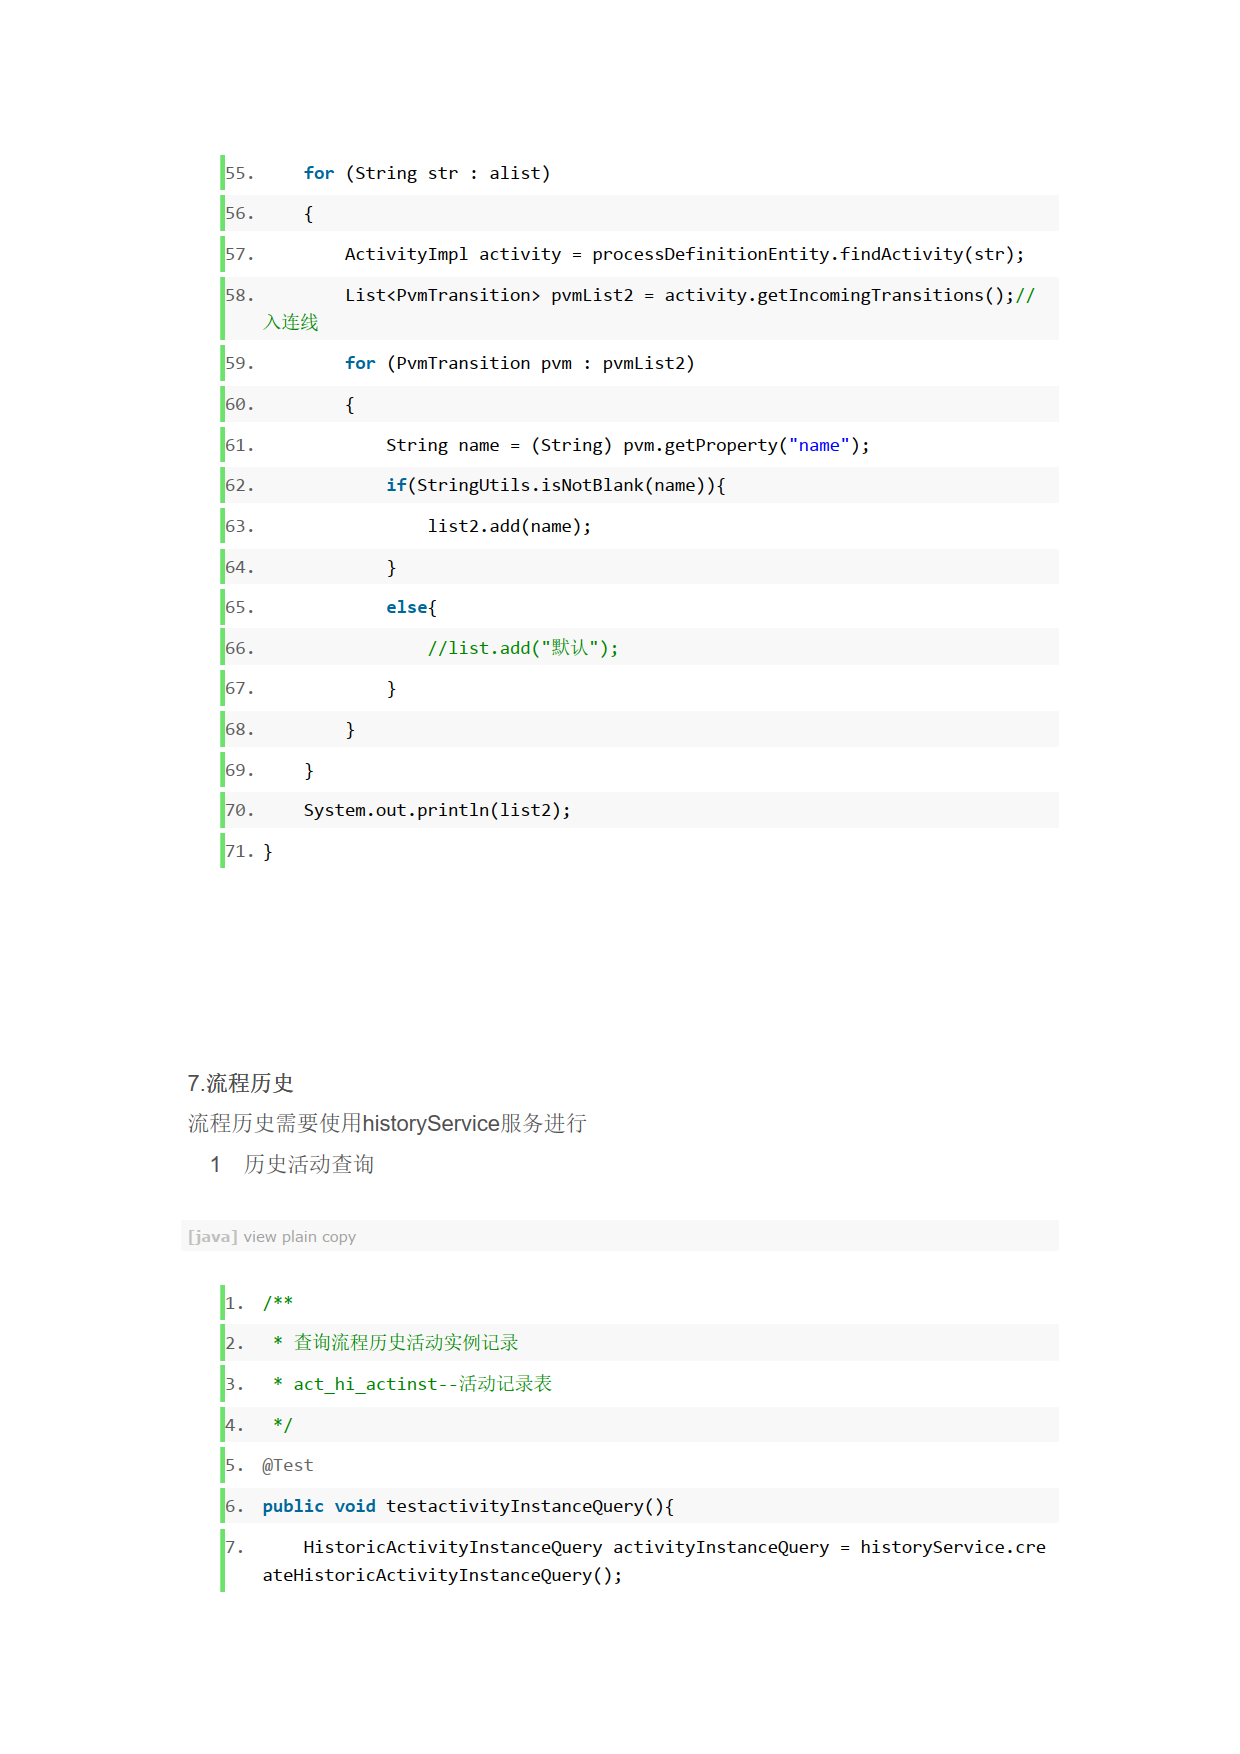 55.     for (String str : alist)
56.     {
57.         ActivityImpl activity = processDefinitionEntity.findActivity(str);
58.         List<PvmTransition> pvmList2 = activity.getIncomingTransitions();//
入连线
59.         for (PvmTransition pvm : pvmList2)
60.         {
61.             String name = (String) pvm.getProperty("name");
62.             if(StringUtils.isNotBlank(name)){
63.                 list2.add(name);
64.             }
65.             else{
66.                 //list.add("默认");
67.             }
68.         }
69.     }
70.     System.out.println(list2);
71. }
7.流程历史
流程历史需要使用historyService服务进行
1 历史活动查询
[java] view plain copy
1. /**
2.  * 查询流程历史活动实例记录
3.  * act_hi_actinst--活动记录表
4.  */
5. @Test
6. public void testactivityInstanceQuery(){
7.     HistoricActivityInstanceQuery activityInstanceQuery = historyService.cre
ateHistoricActivityInstanceQuery();